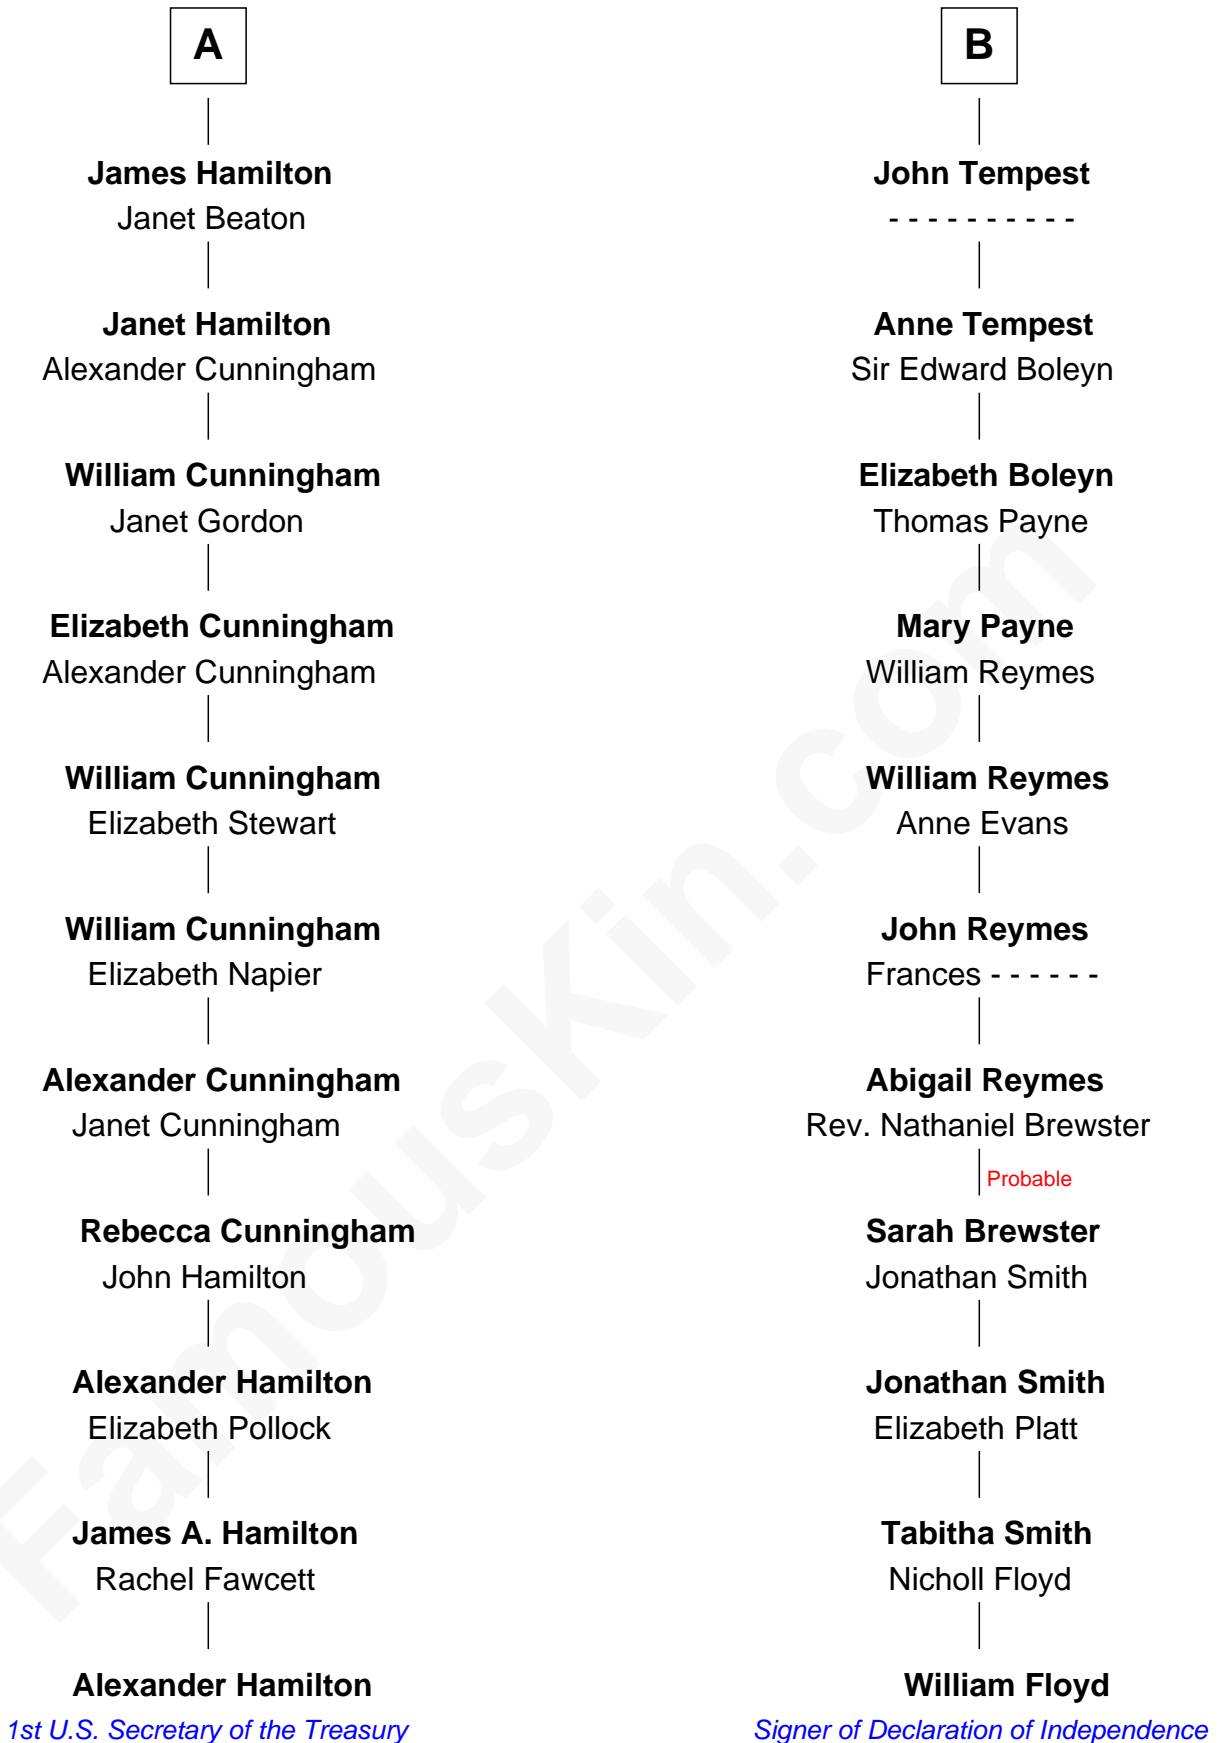 A
James Hamilton
Janet Beaton
Janet Hamilton
Alexander Cunningham
William Cunningham
Janet Gordon
Elizabeth Cunningham
Alexander Cunningham
William Cunningham
Elizabeth Stewart
William Cunningham
Elizabeth Napier
Alexander Cunningham
Janet Cunningham
Rebecca Cunningham
John Hamilton
Alexander Hamilton
Elizabeth Pollock
James A. Hamilton
Rachel Fawcett
Alexander Hamilton
1st U.S. Secretary of the Treasury
B
John Tempest
- - - - - - - - - -
Anne Tempest
Sir Edward Boleyn
Elizabeth Boleyn
Thomas Payne
Mary Payne
William Reymes
William Reymes
Anne Evans
John Reymes
Frances - - - - - -
Abigail Reymes
Rev. Nathaniel Brewster
Probable
Sarah Brewster
Jonathan Smith
Jonathan Smith
Elizabeth Platt
Tabitha Smith
Nicholl Floyd
William Floyd
Signer of Declaration of Independence
FamousKin.com